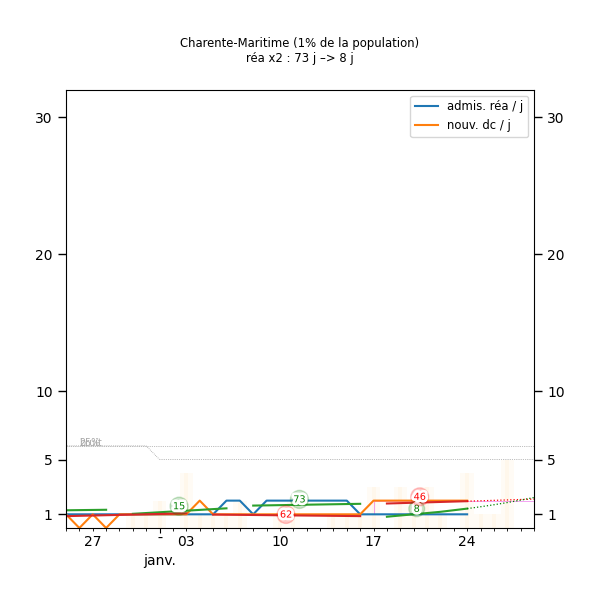 Charente-Maritime (1% de la population)
réa x2 : 73 j –> 8 j
admis. réa / j
nouv. dc / j
30 30
20 20
10 10
5 5
1 1
15
73
62
46
8
27 - 03 10 17 24
janv.